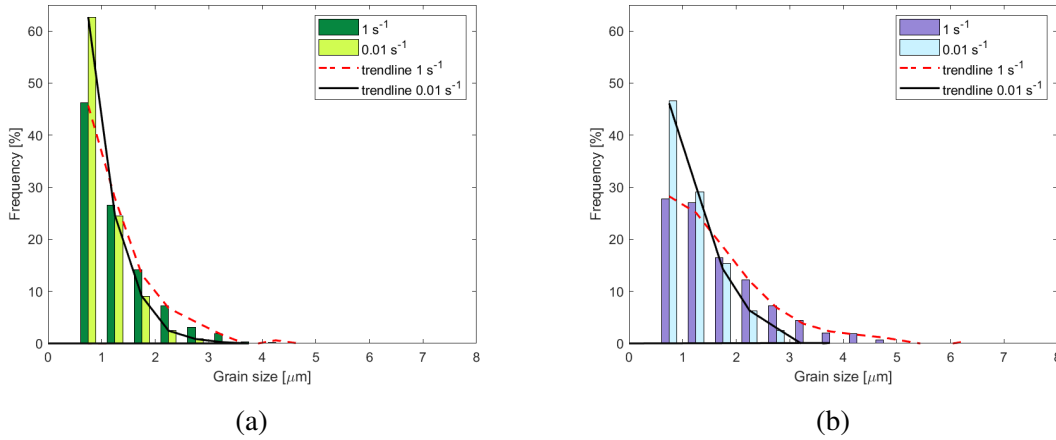 60
50
40
30
20
10
0
Frequency [%]
0 1 2 3 4 5 6 7 8
Grain size [μm]
1 s⁻¹
0.01 s⁻¹
trendline 1 s⁻¹
trendline 0.01 s⁻¹
(a)
60
50
40
30
20
10
0
Frequency [%]
0 1 2 3 4 5 6 7 8
Grain size [μm]
1 s⁻¹
0.01 s⁻¹
trendline 1 s⁻¹
trendline 0.01 s⁻¹
(b)